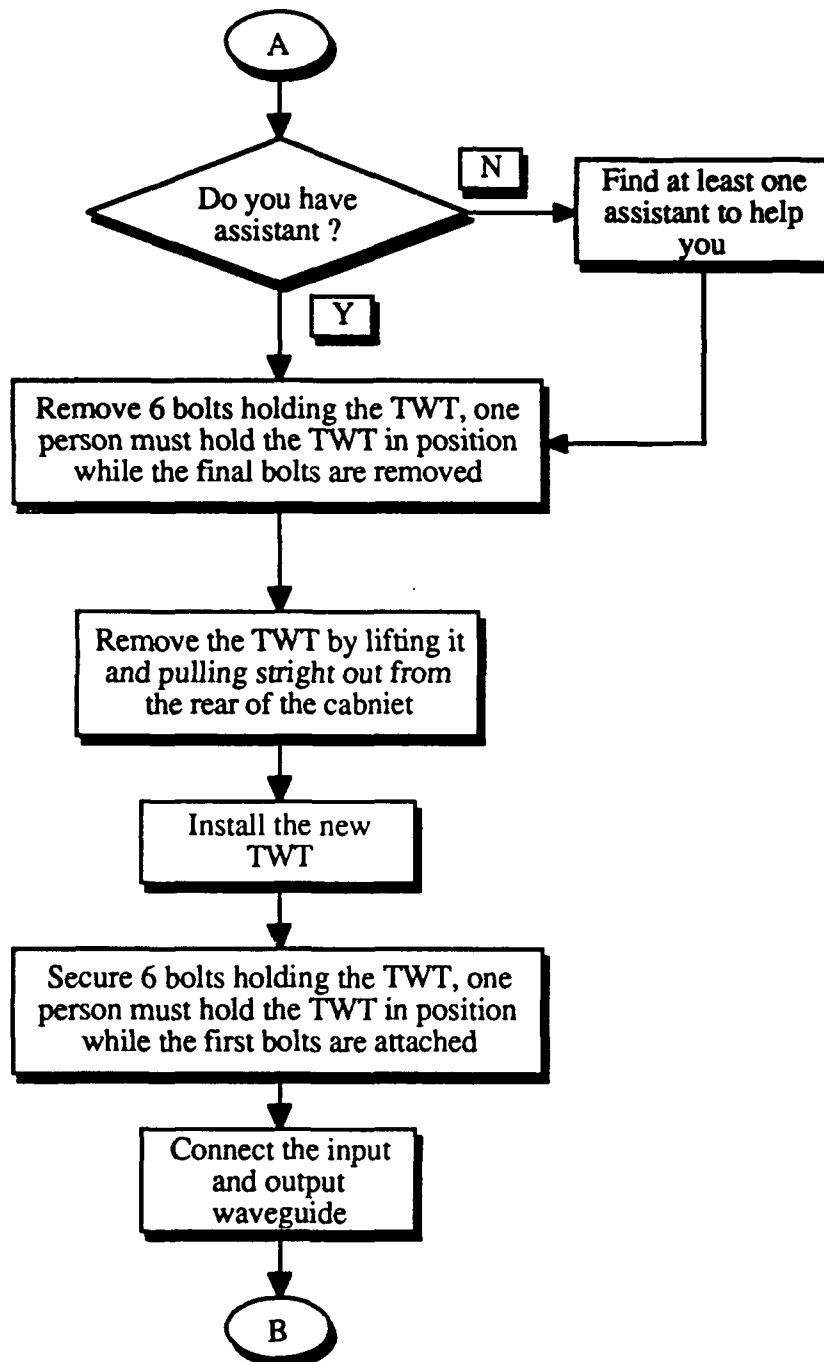 A
Do you have
assistant ?
N
Find at least one
assistant to help
you
Y
Remove 6 bolts holding the TWT, one
person must hold the TWT in position
while the final bolts are removed
Remove the TWT by lifting it
and pulling stright out from
the rear of the cabniet
Install the new
TWT
Secure 6 bolts holding the TWT, one
person must hold the TWT in position
while the first bolts are attached
Connect the input
and output
waveguide
B